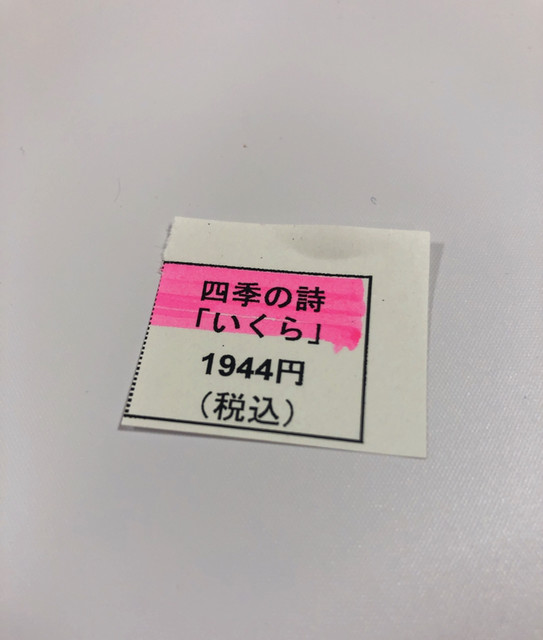 四季の詩
「いくら」
1944円
（税込）